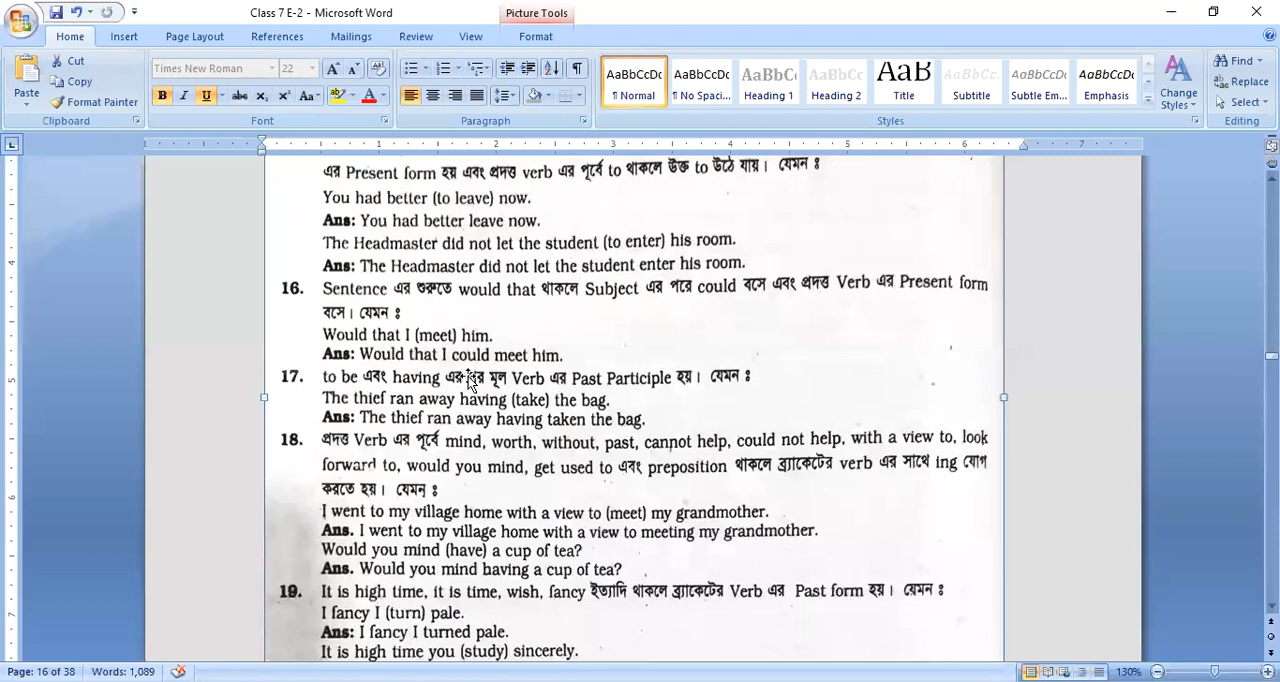 Class 7 E-2 - Microsoft Word
Picture Tools
Home Insert Page Layout References Mailings Review View Format
Cut
Copy
Format Painter
Paste
Clipboard
Times New Roman 22
Font
Paragraph
AaBbCcDc AaBbCcDc AaBbC AaBbCc AaB AaBbCcL AaBbCcDc AaBbCcDc
¶ Normal ¶ No Spaci... Heading 1 Heading 2 Title Subtitle Subtle Em... Emphasis
Styles
Change Styles
Find
Replace
Select
Editing
এর Present form হয় এবং প্রদত্ত verb এর পূর্বে to থাকলে উক্ত to উঠে যায়। যেমন ঃ
You had better (to leave) now.
Ans: You had better leave now.
The Headmaster did not let the student (to enter) his room.
Ans: The Headmaster did not let the student enter his room.
16. Sentence এর শুরুতে would that থাকলে Subject এর পরে could বসে এবং প্রদত্ত Verb এর Present form
বসে। যেমন ঃ
Would that I (meet) him.
Ans: Would that I could meet him.
17. to be এবং having এর পর মূল Verb এর Past Participle হয়। যেমন ঃ
The thief ran away having (take) the bag.
Ans: The thief ran away having taken the bag.
18. প্রদত্ত Verb এর পূর্বে mind, worth, without, past, cannot help, could not help, with a view to, look
forward to, would you mind, get used to এবং preposition থাকলে ব্র্যাকেটের verb এর সাথে ing যোগ
করতে হয়। যেমন ঃ
I went to my village home with a view to (meet) my grandmother.
Ans. I went to my village home with a view to meeting my grandmother.
Would you mind (have) a cup of tea?
Ans. Would you mind having a cup of tea?
19. It is high time, it is time, wish, fancy ইত্যাদি থাকলে ব্র্যাকেটের Verb এর Past form হয়। যেমন ঃ
I fancy I (turn) pale.
Ans: I fancy I turned pale.
It is high time you (study) sincerely.
Page: 16 of 38 Words: 1,089 130%